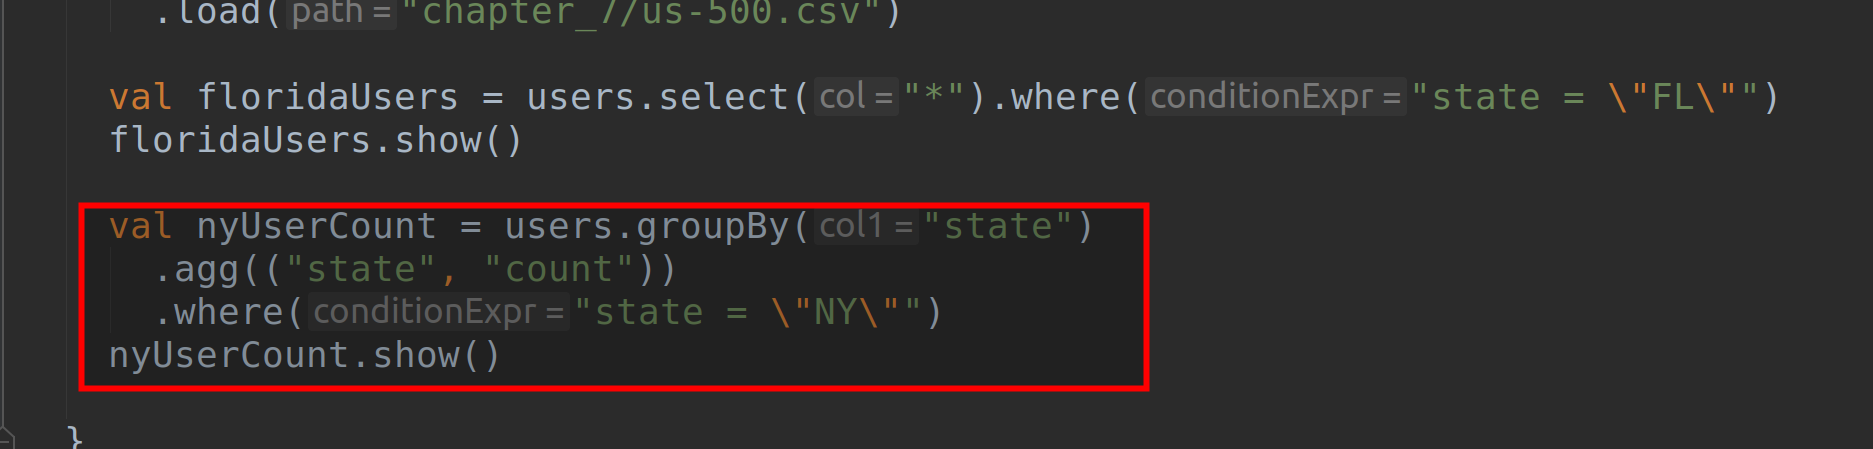 .load( path = "chapter_7/us-500.csv")
val floridaUsers = users.select( col = "*").where( conditionExpr = "state = \"FL\"")
floridaUsers.show()
val nyUserCount = users.groupBy( col1 = "state")
.agg(("state", "count"))
.where( conditionExpr = "state = \"NY\"")
nyUserCount.show()
}